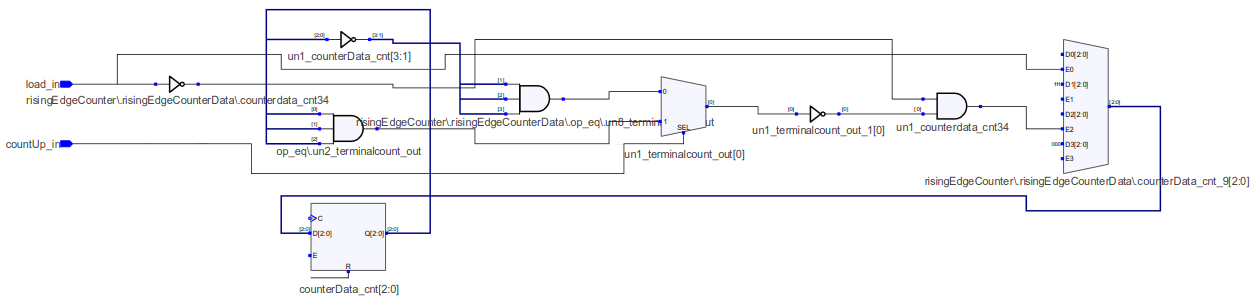 [2:0]
[3:1]
un1_counterData_cnt[3:1]
load_in
risingEdgeCounter\.risingEdgeCounterData\.counterdata_cnt34
[1]
[2]
[3]
risingEdgeCounter\.risingEdgeCounterData\.op_eq\.un8_termin out
[0]
[1]
[2]
op_eq\.un2_terminalcount_out
countUp_in
0
1
SEL
[0]
un1_terminalcount_out[0]
[0]
[0]
un1_terminalcount_out_1[0]
[0]
un1_counterdata_cnt34
D0[2:0]
E0
111
D1[2:0]
E1
D2[2:0]
E2
000
D3[2:0]
E3
[2:0]
risingEdgeCounter\.risingEdgeCounterData\.counterData_cnt_9[2:0]
C
[2:0]
D[2:0]
Q[2:0]
[2:0]
E
R
counterData_cnt[2:0]